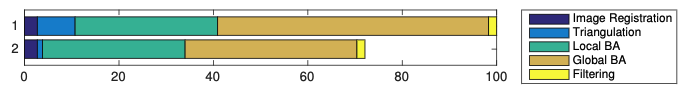 1
2
0 20 40 60 80 100
Image Registration
Triangulation
Local BA
Global BA
Filtering